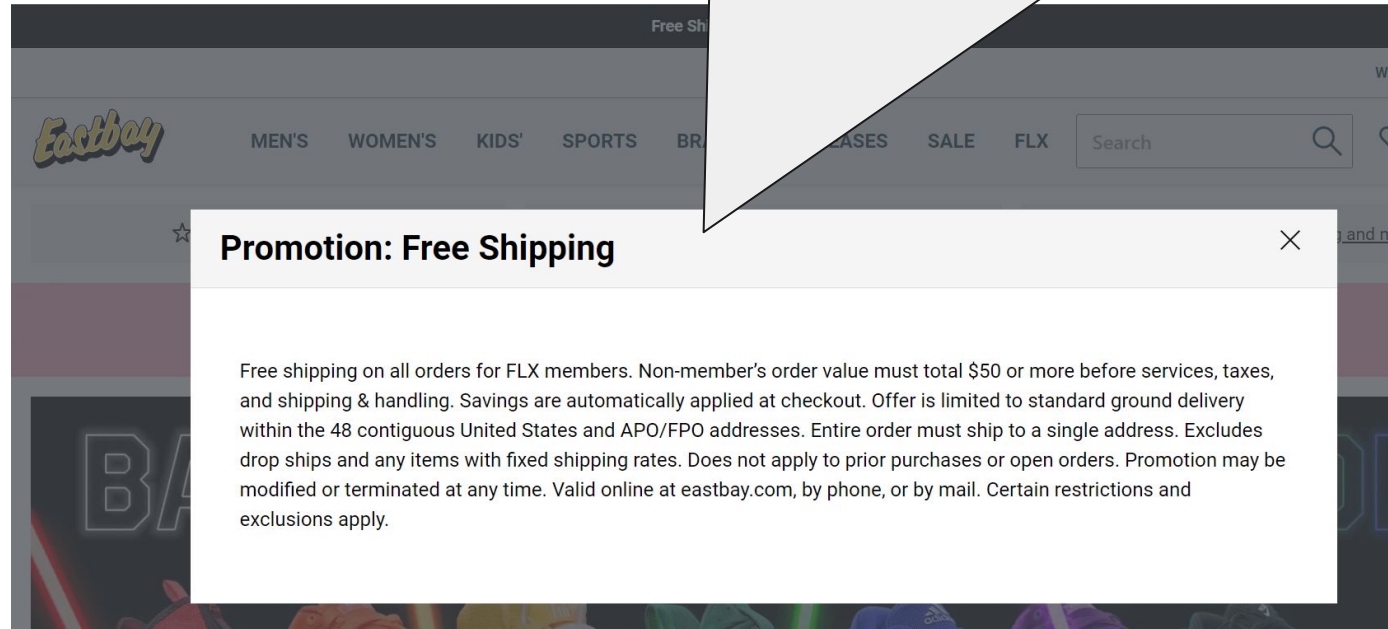 Free Shi
W
Eastbay
MEN'S WOMEN'S KIDS' SPORTS BR ASES SALE FLX Search
Promotion: Free Shipping
g and m
Free shipping on all orders for FLX members. Non-member's order value must total $50 or more before services, taxes,
and shipping & handling. Savings are automatically applied at checkout. Offer is limited to standard ground delivery
within the 48 contiguous United States and APO/FPO addresses. Entire order must ship to a single address. Excludes
drop ships and any items with fixed shipping rates. Does not apply to prior purchases or open orders. Promotion may be
modified or terminated at any time. Valid online at eastbay.com, by phone, or by mail. Certain restrictions and
exclusions apply.
BA
adidas